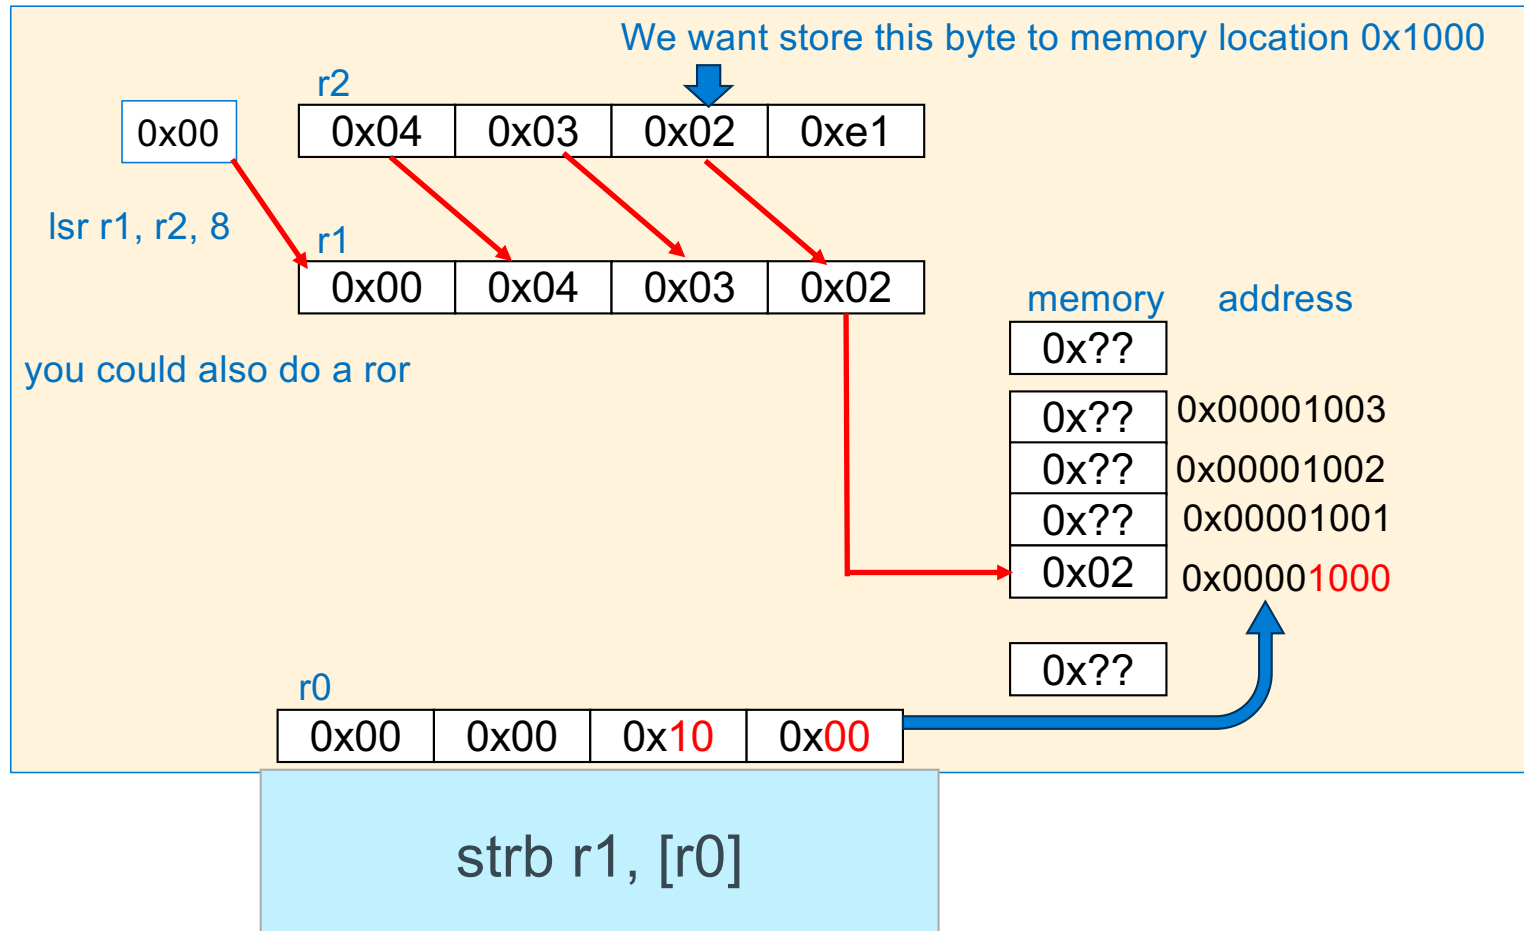 We want store this byte to memory location 0x1000
r2
0x00 0x04 0x03 0x02 0xe1
lsr r1, r2, 8
r1
0x00 0x04 0x03 0x02
memory address
0x??
you could also do a ror
0x?? 0x00001003
0x?? 0x00001002
0x?? 0x00001001
0x02 0x00001000
0x??
r0
0x00 0x00 0x10 0x00
strb r1, [r0]